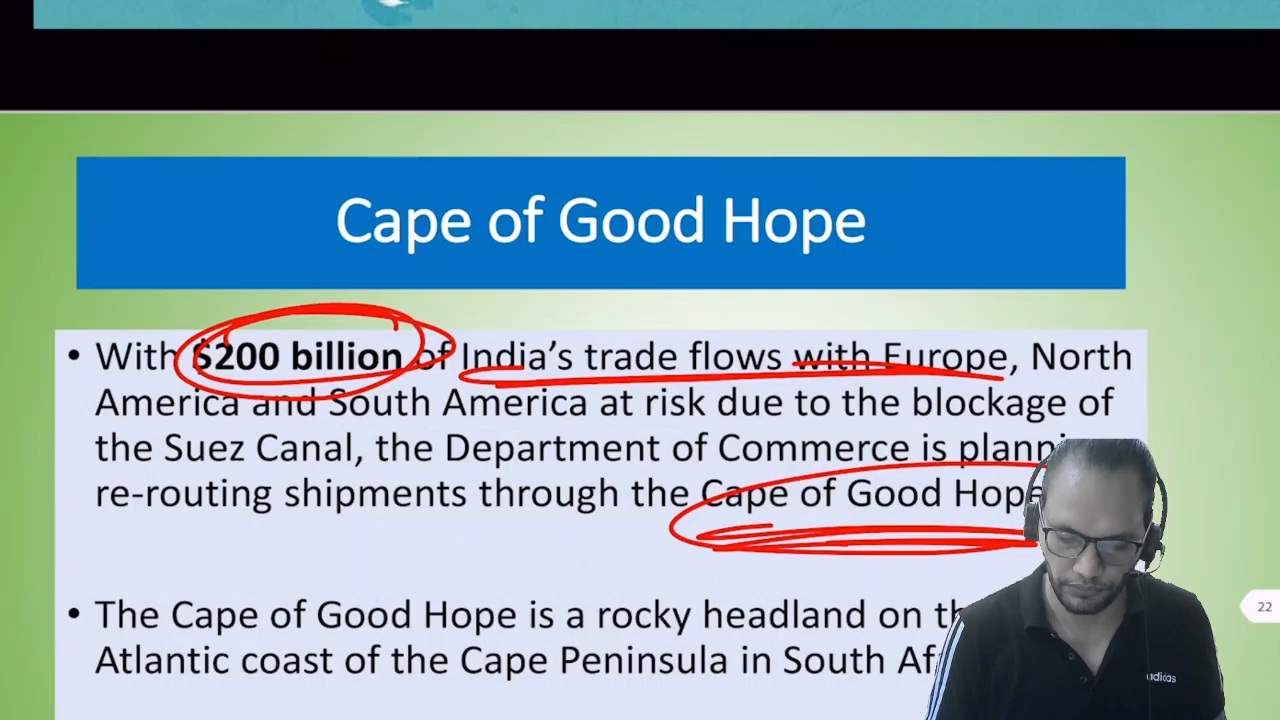 Cape of Good Hope
• With $200 billion of India’s trade flows with Europe, North
America and South America at risk due to the blockage of
the Suez Canal, the Department of Commerce is
re-routing shipments through the Cape of Good Hope
• The Cape of Good Hope is a rocky headland on
Atlantic coast of the Cape Peninsula in South
22
adidas